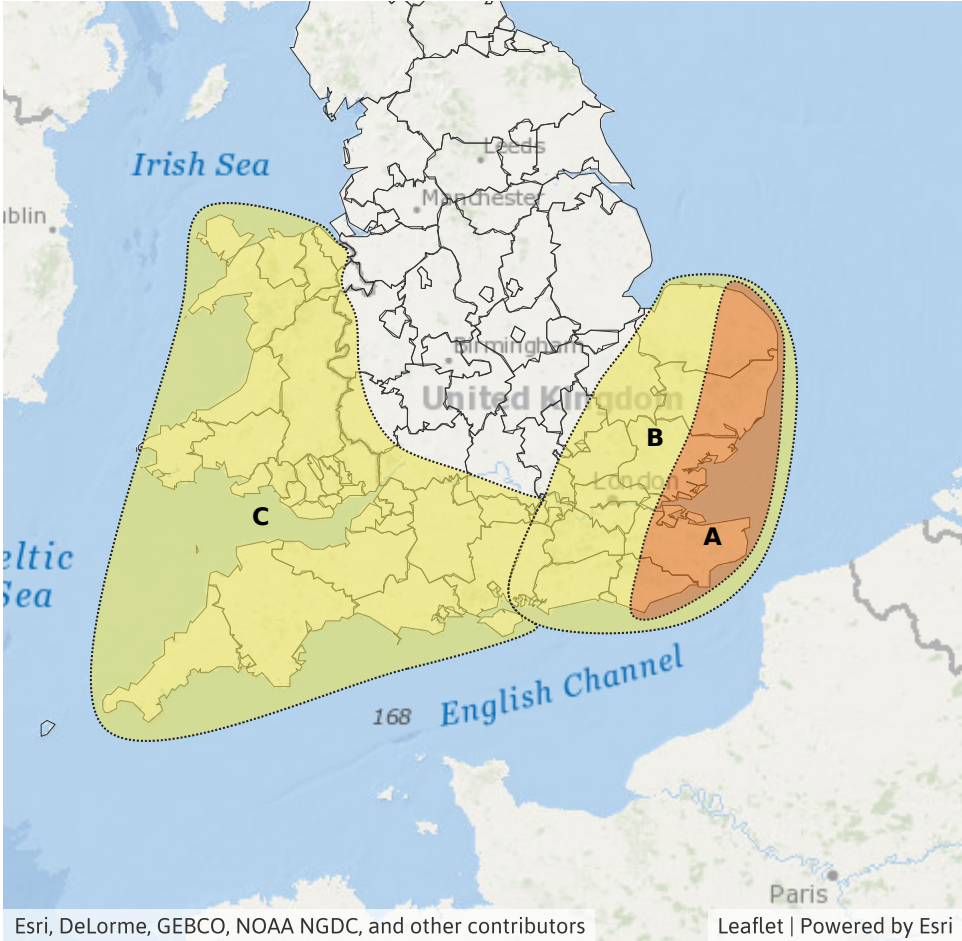 Leeds
Irish Sea
Manchester
ublin
Birmingham
United Kingdom
B
London
C
A
eltic
Sea
English Channel
168
Paris
Esri, DeLorme, GEBCO, NOAA NGDC, and other contributors
Leaflet | Powered by Esri